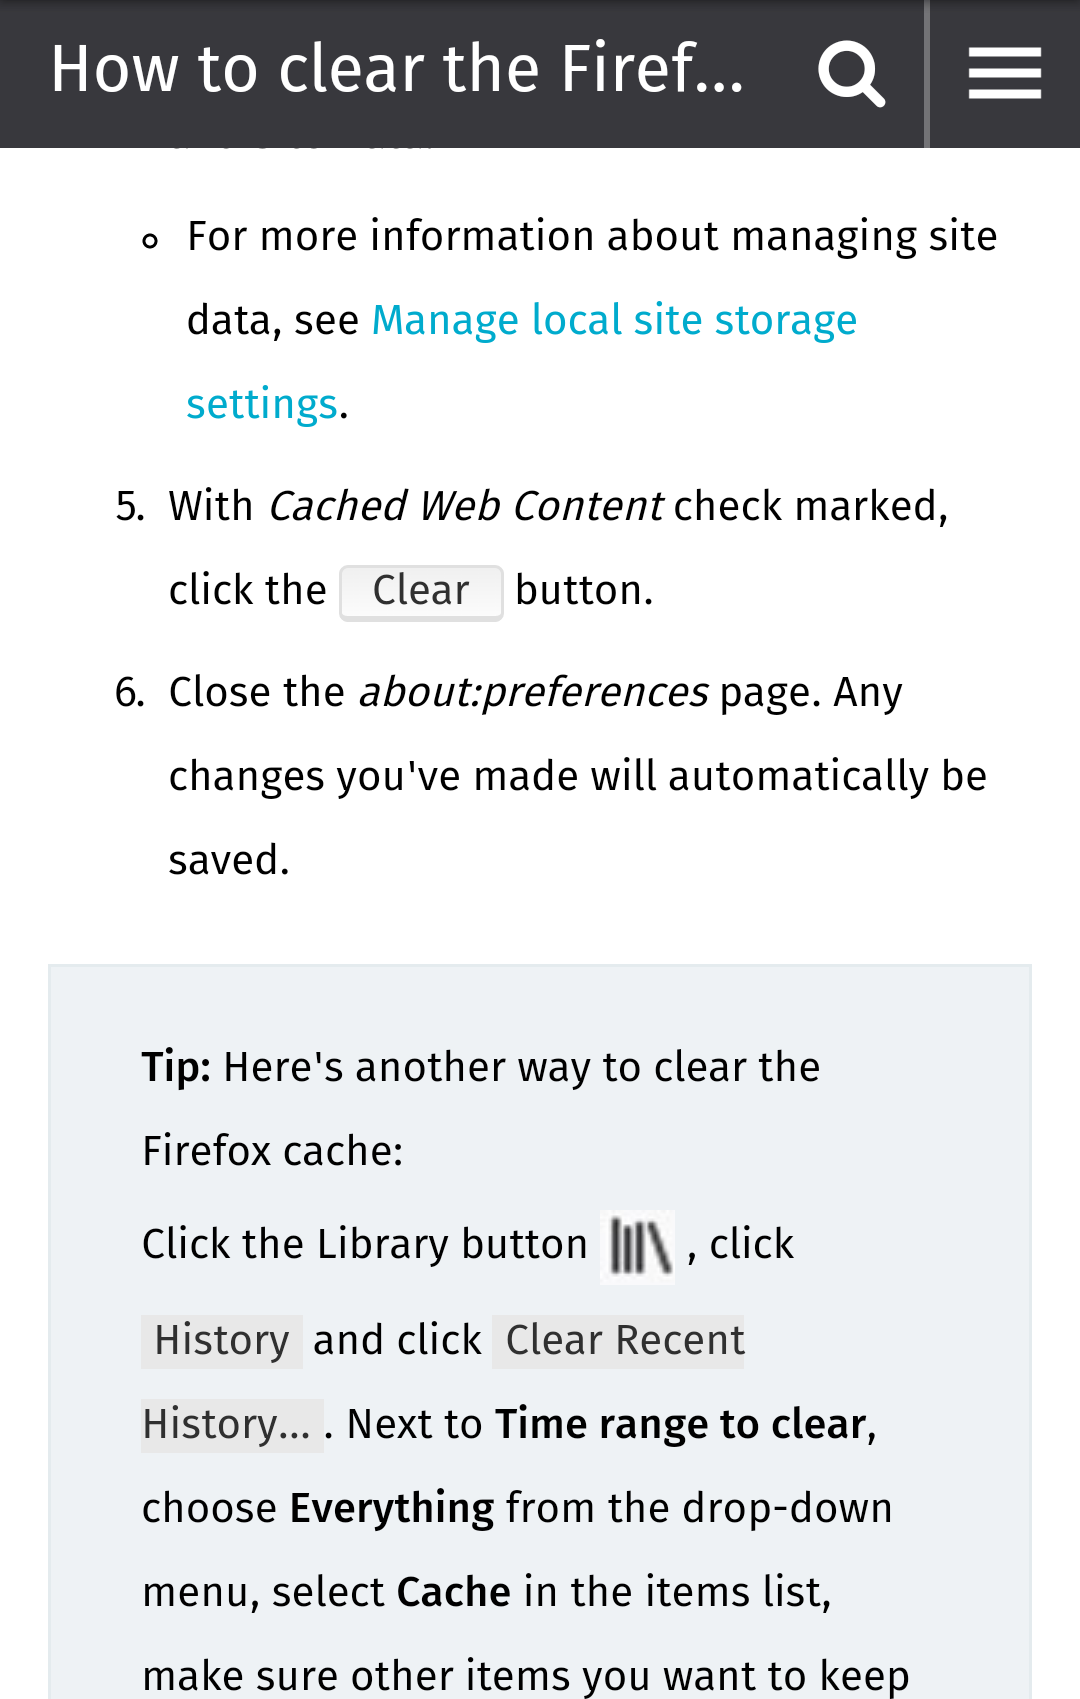 How to clear the Firef...
For more information about managing site
data, see Manage local site storage
settings.
5. With Cached Web Content check marked,
click the Clear button.
6. Close the about:preferences page. Any
changes you've made will automatically be
saved.
Tip: Here's another way to clear the
Firefox cache:
Click the Library button , click
History and click Clear Recent
History... . Next to Time range to clear,
choose Everything from the drop-down
menu, select Cache in the items list,
make sure other items you want to keep